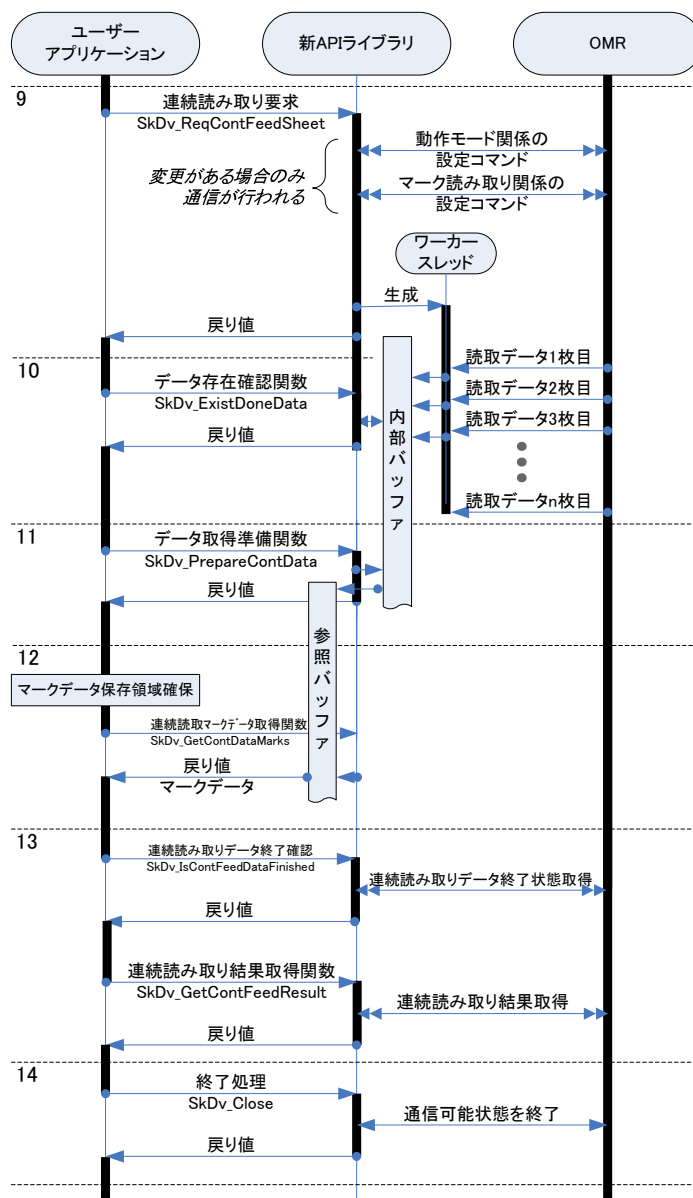 ユーザー
アプリケーション
新APIライブラリ
OMR
9
連続読み取り要求
SkDv_ReqContFeedSheet
動作モード関係の
設定コマンド
変更がある場合のみ
通信が行われる
マーク読み取り関係の
設定コマンド
ワーカー
スレッド
生成
戻り値
読取データ1枚目
10
データ存在確認関数
SkDv_ExistDoneData
読取データ2枚目
読取データ3枚目
戻り値
内部バッファ
読取データn枚目
11
データ取得準備関数
SkDv_PrepareContData
戻り値
参照バッファ
12
マークデータ保存領域確保
連続読取マークデータ取得関数
SkDv_GetContDataMarks
戻り値
マークデータ
13
連続読み取りデータ終了確認
SkDv_IsContFeedDataFinished
連続読み取りデータ終了状態取得
戻り値
連続読み取り結果取得関数
SkDv_GetContFeedResult
連続読み取り結果取得
戻り値
14
終了処理
SkDv_Close
通信可能状態を終了
戻り値